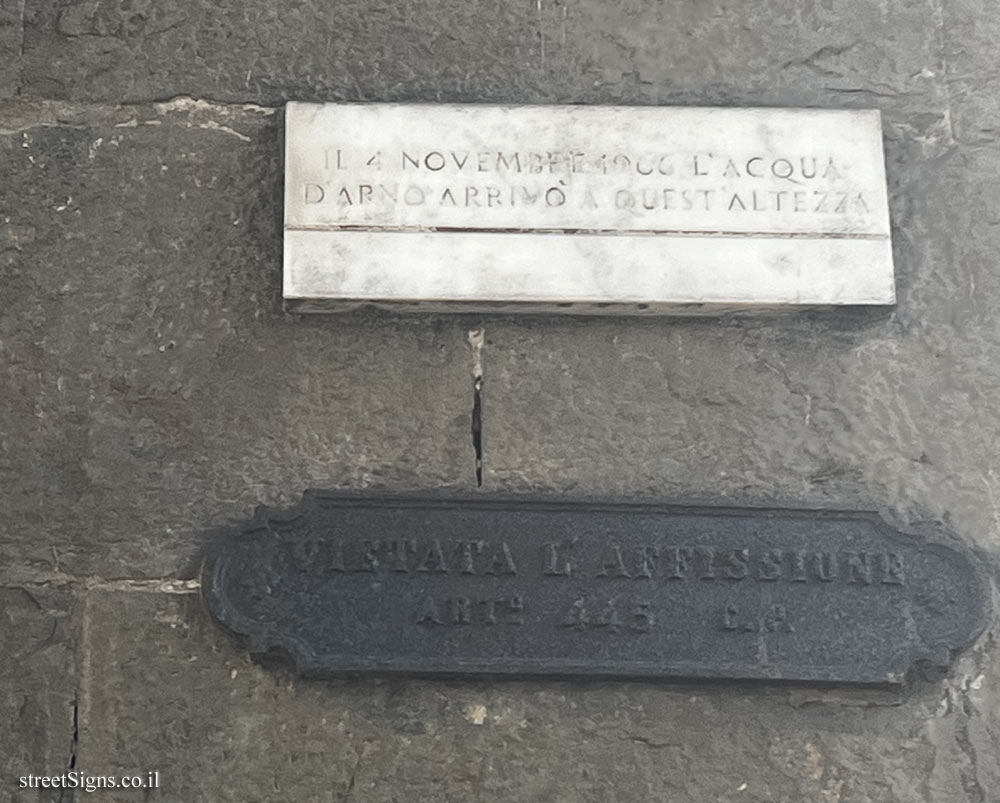 IL 4 NOVEMBRE 1966 L'ACQUA
D'ARNO ARRIVÒ A QUEST'ALTEZZA
VIETATA L'AFFISSIONE
ARTº 445 C.P.
streetSigns.co.il